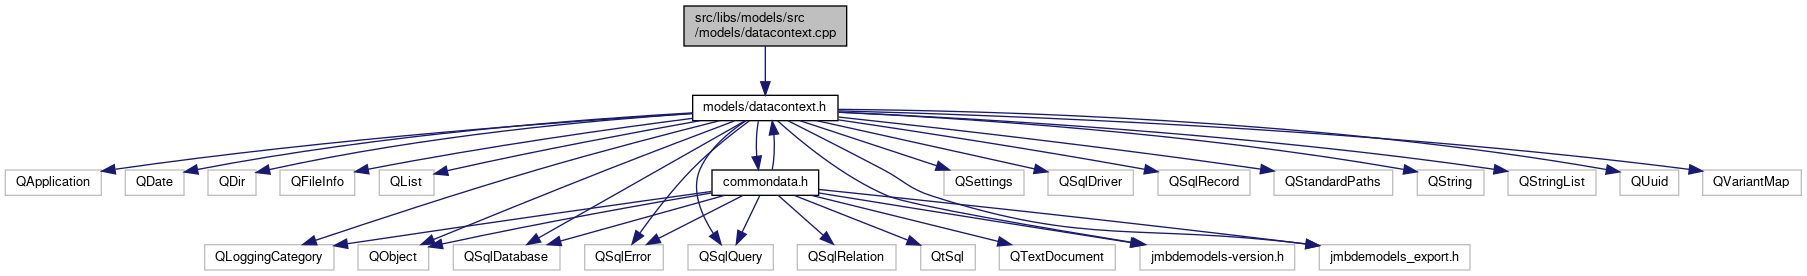 src/libs/models/src
/models/datacontext.cpp
models/datacontext.h
QApplication
QDate
QDir
QFileInfo
QList
commondata.h
QSettings
QSqlDriver
QSqlRecord
QStandardPaths
QString
QStringList
QUuid
QVariantMap
QLoggingCategory
QObject
QSqlDatabase
QSqlError
QSqlQuery
QSqlRelation
QtSql
QTextDocument
jmbdemodels-version.h
jmbdemodels_export.h